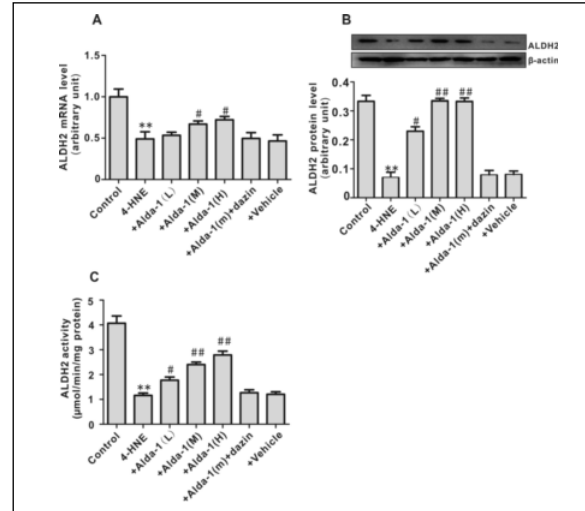 A
ALDH2 mRNA level
(arbitrary unit)
1.5
1.0
0.5
0.0
**
#
#
Control
4-HNE
+Alda-1(L)
+Alda-1(M)
+Alda-1(H)
+Alda-1(m)+dazin
+Vehicle
B
ALDH2
β-actin
ALDH2 protein level
(arbitrary unit)
0.4
0.3
0.2
0.1
0
**
#
##
##
Control
4-HNE
+Alda-1(L)
+Alda-1(M)
+Alda-1(H)
+Alda-1(m)+dazin
+Vehicle
C
ALDH2 activity
(μmol/min/mg protein)
5
4
3
2
1
0
**
#
##
##
Control
4-HNE
+Alda-1(L)
+Alda-1(M)
+Alda-1(H)
+Alda-1(m)+dazin
+Vehicle